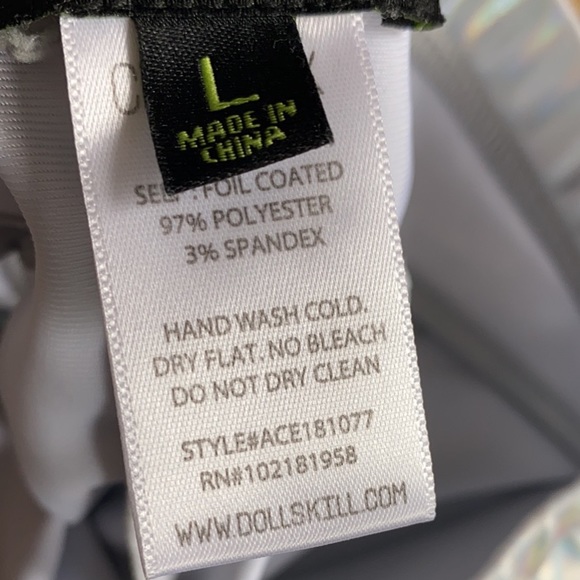 L
MADE IN
CHINA
FOIL COATED
97% POLYESTER
3% SPANDEX
HAND WASH COLD.
DRY FLAT. NO BLEACH
DO NOT DRY CLEAN
STYLE#ACE181077
RN#102181958
WWW.DOLLSKILL.COM